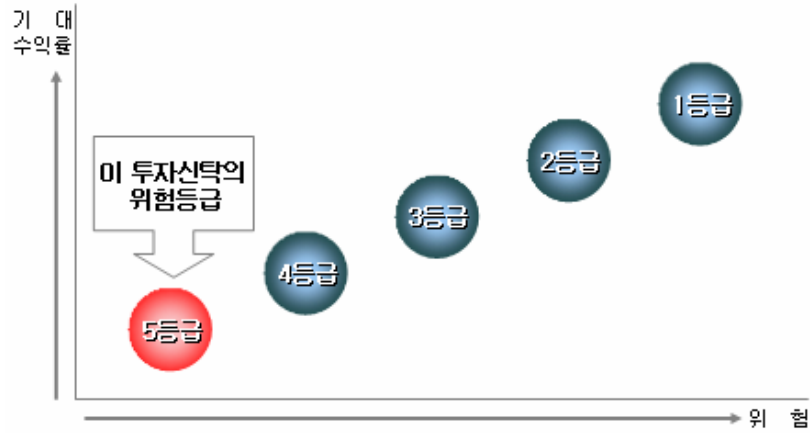 기 대
수익률
1등급
2등급
이 투자신탁의
위험등급
3등급
4등급
5등급
위 험